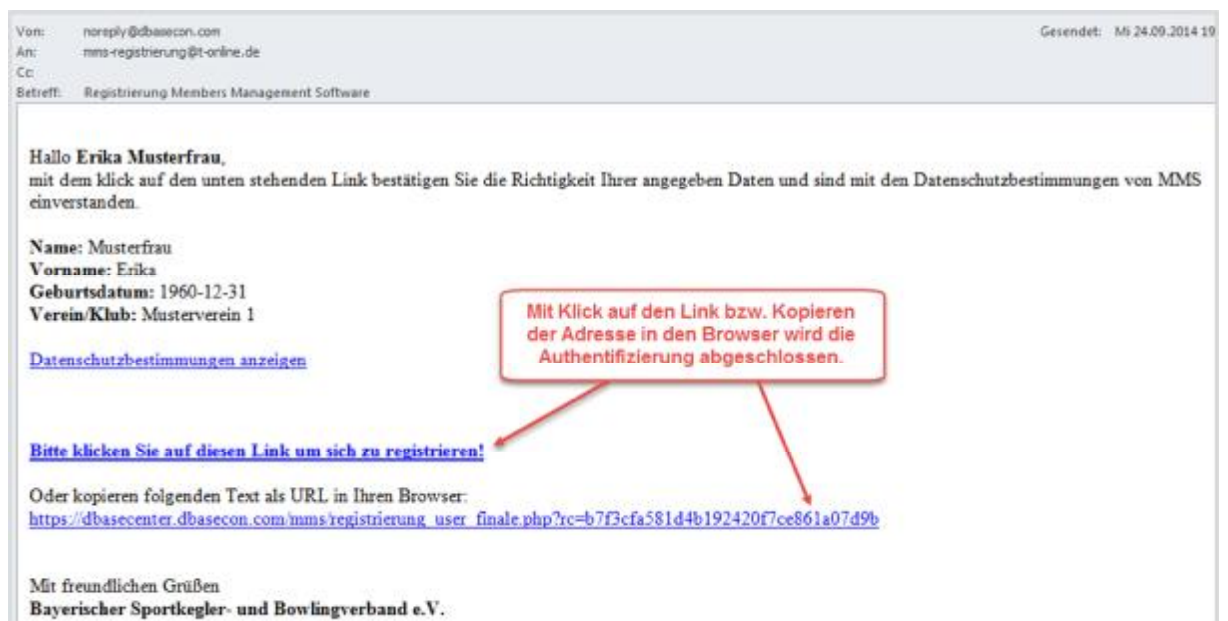 Von: noreply@dbasecon.com Gesendet: Mi 24.09.2014 19
An: mms-registrierung@t-online.de
Cc:
Betreff: Registrierung Members Management Software
Hallo Erika Musterfrau,
mit dem klick auf den unten stehenden Link bestätigen Sie die Richtigkeit Ihrer angegeben Daten und sind mit den Datenschutzbestimmungen von MMS
einverstanden.
Name: Musterfrau
Vorname: Erika
Geburtsdatum: 1960-12-31
Verein/Klub: Musterverein 1
Mit Klick auf den Link bzw. Kopieren
der Adresse in den Browser wird die
Authentifizierung abgeschlossen.
Datenschutzbestimmungen anzeigen
Bitte klicken Sie auf diesen Link um sich zu registrieren!
Oder kopieren folgenden Text als URL in Ihren Browser:
https://dbasecenter.dbasecon.com/mms/registrierung_user_finale.php?rc=b7f3cfa581d4b192420f7ce861a07d9b
Mit freundlichen Grüßen
Bayerischer Sportkegler- und Bowlingverband e.V.